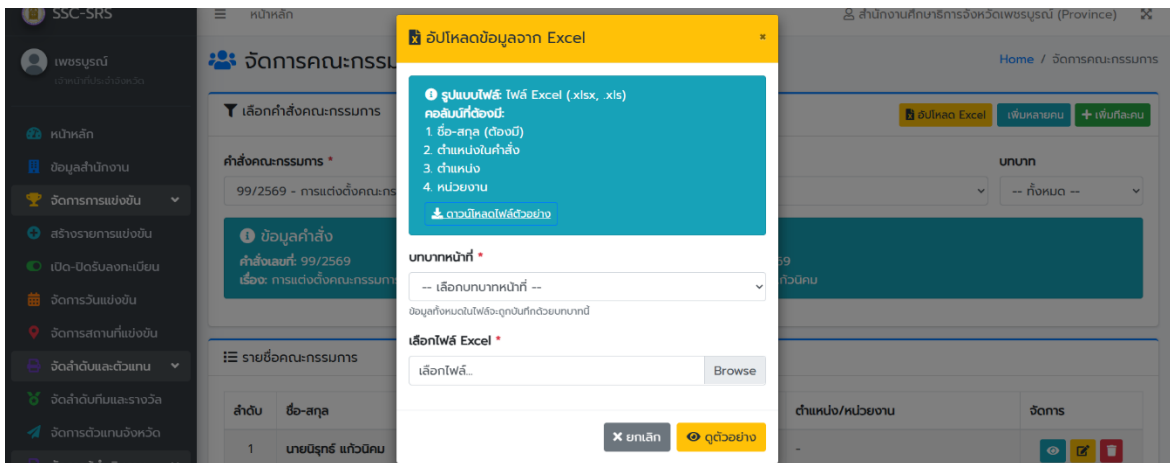 SSC-SRS
หน้าหลัก
สำนักงานศึกษาธิการจังหวัดเพชรบูรณ์ (Province)
เพชรบูรณ์
เจ้าหน้าที่ประจำจังหวัด
หน้าหลัก
ข้อมูลสำนักงาน
จัดการการแข่งขัน
สร้างรายการแข่งขัน
เปิด-ปิดรับลงทะเบียน
จัดการวันแข่งขัน
จัดการสถานที่แข่งขัน
จัดลำดับและตัวแทน
จัดลำดับทีมและรางวัล
จัดการตัวแทนจังหวัด
จัดการคณะกรร
Home / จัดการคณะกรรมการ
เลือกคำสั่งคณะกรรมการ
อัปโหลด Excel
เพิ่มหลายคน
+ เพิ่มทีละคน
คำสั่งคณะกรรมการ *
บทบาท
99/2569 - การแต่งตั้งคณะกร
-- ทั้งหมด --
ข้อมูลคำสั่ง
คำสั่งเลขที่: 99/2569
69
เรื่อง: การแต่งตั้งคณะกรรมกา
ก้วนิคม
อัปโหลดข้อมูลจาก Excel
×
รูปแบบไฟล์: ไฟล์ Excel (.xlsx, .xls)
คอลัมน์ที่ต้องมี:
1. ชื่อ-สกุล (ต้องมี)
2. ตำแหน่งในคำสั่ง
3. ตำแหน่ง
4. หน่วยงาน
ดาวน์โหลดไฟล์ตัวอย่าง
บทบาทหน้าที่ *
-- เลือกบทบาทหน้าที่ --
ข้อมูลทั้งหมดในไฟล์จะถูกบันทึกด้วยบทบาทนี้
เลือกไฟล์ Excel *
เลือกไฟล์... Browse
ยกเลิก ดูตัวอย่าง
รายชื่อคณะกรรมการ
ลำดับ ชื่อ-สกุล ตำแหน่ง/หน่วยงาน จัดการ
1 นายนิรุทธ์ แก้วนิคม -